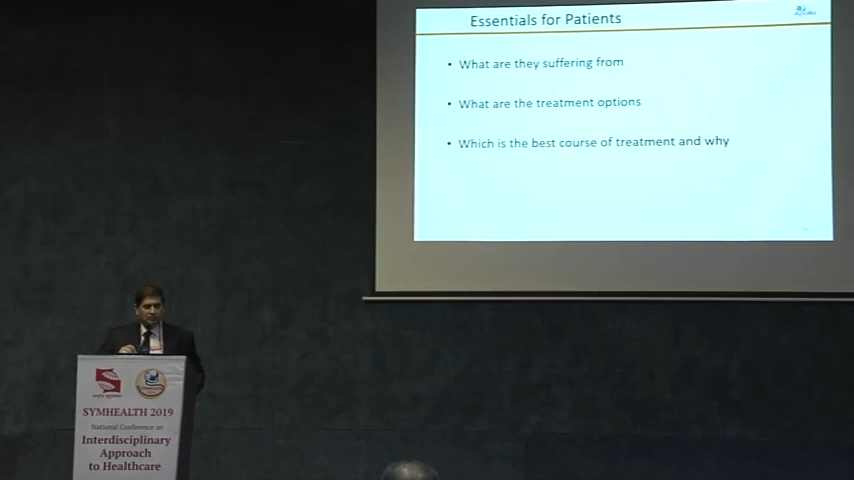 Essentials for Patients
• What are they suffering from
• What are the treatment options
• Which is the best course of treatment and why
SYMHEALTH 2019
National Conference on
Interdisciplinary
Approach
to Healthcare